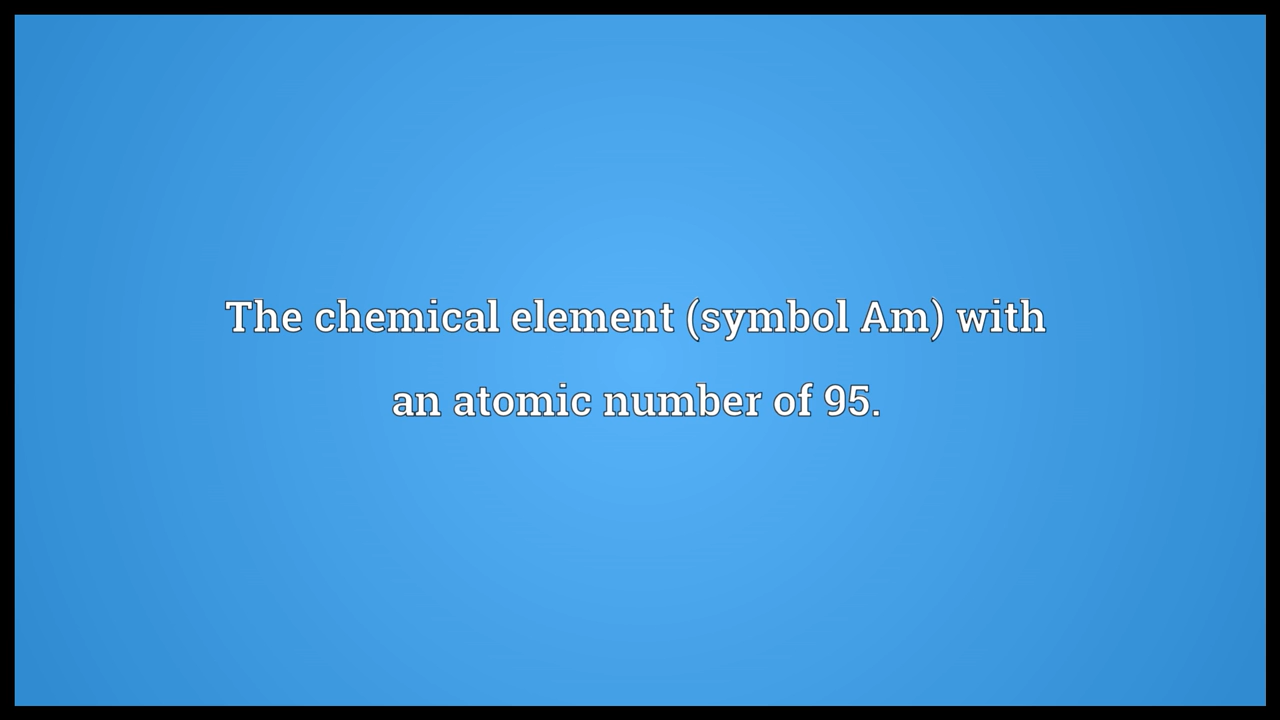 The chemical element (symbol Am) with
an atomic number of 95.